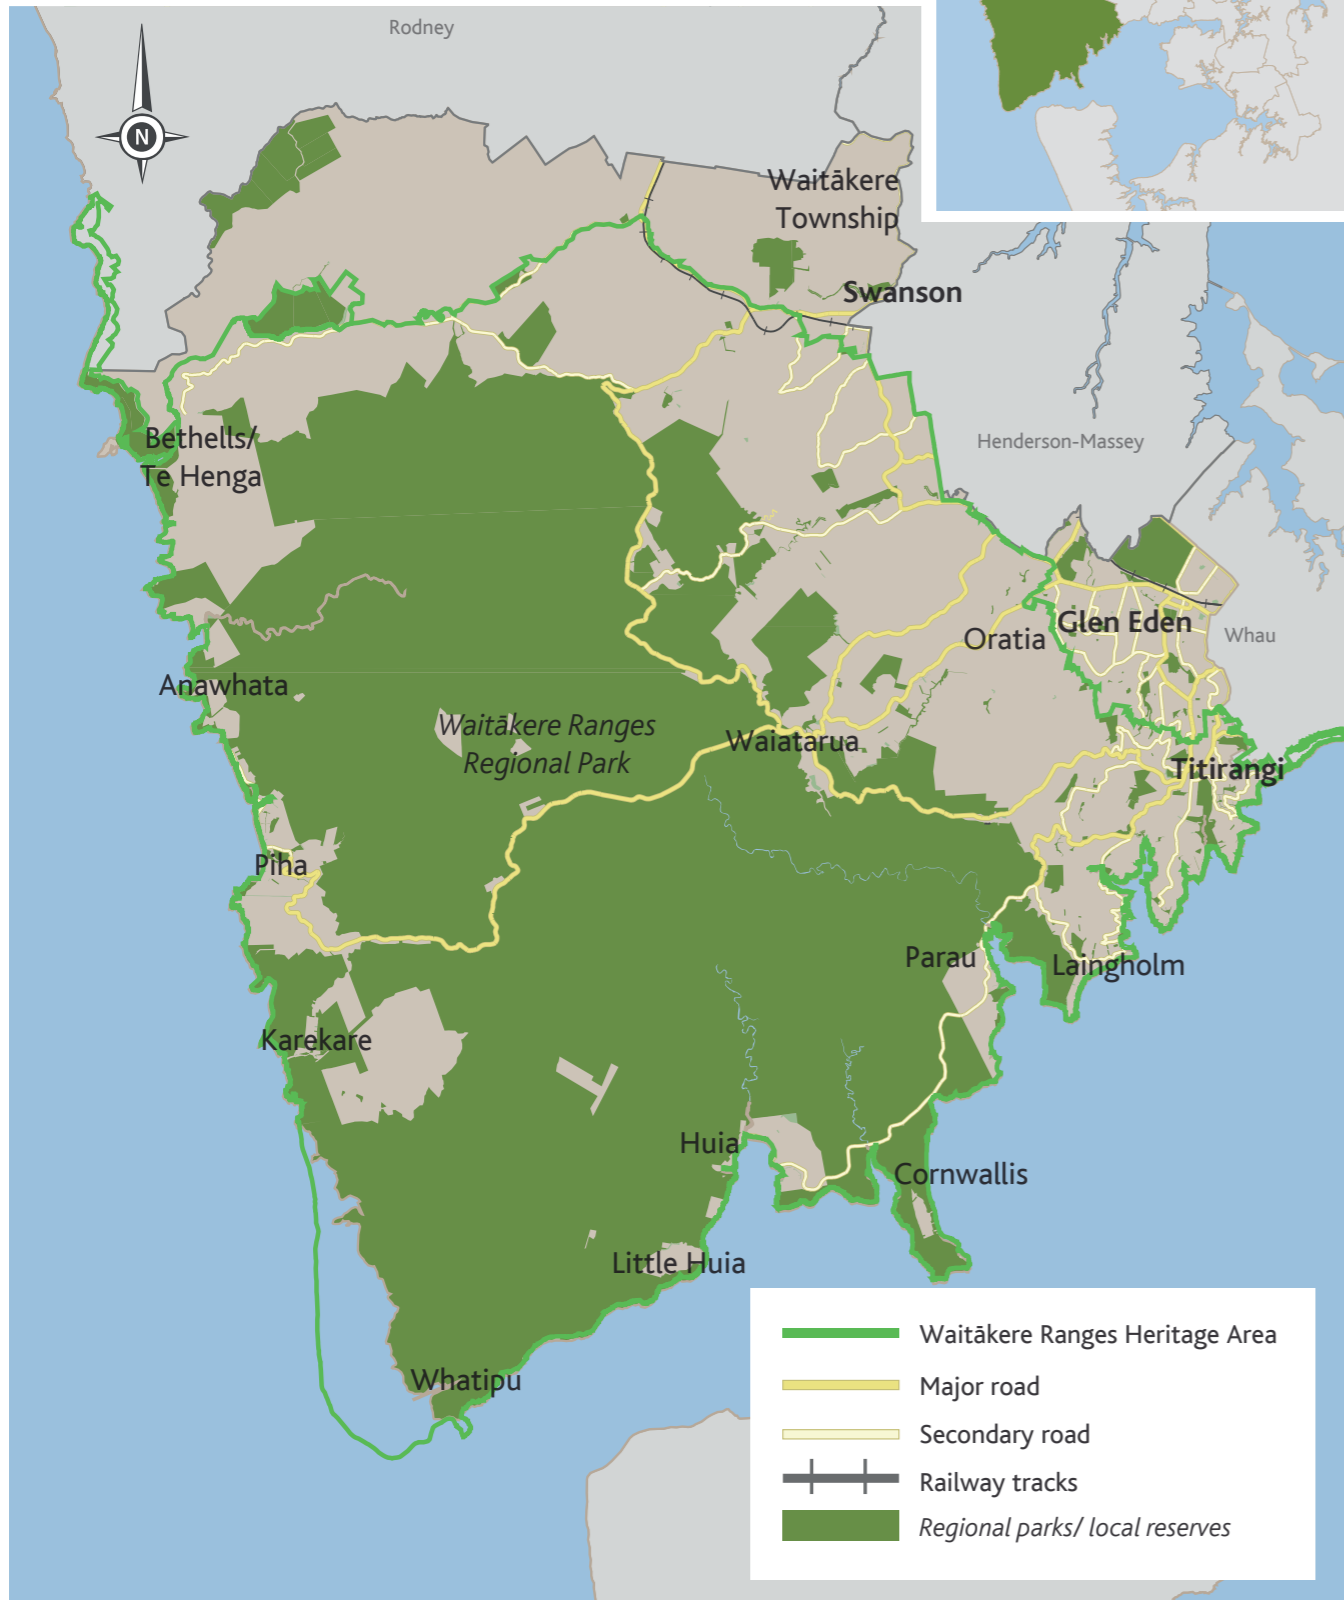 Rodney
N
Waitākere
Township
Swanson
Henderson-Massey
Bethells/
Te Henga
Glen Eden
Oratia
Whau
Anawhata
Waitākere Ranges
Regional Park
Waiatarua
Titirangi
Piha
Parau
Laingholm
Karekare
Huia
Cornwallis
Little Huia
Whatipu
Waitākere Ranges Heritage Area
Major road
Secondary road
Railway tracks
Regional parks/ local reserves